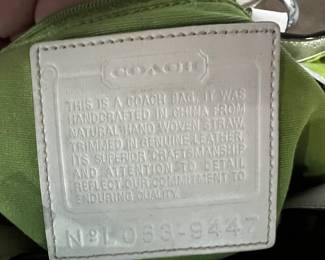 COACH
THIS IS A COACH BAG. IT WAS
HANDCRAFTED IN CHINA FROM
NATURAL HAND WOVEN STRAW,
TRIMMED IN GENUINE LEATHER.
ITS SUPERIOR CRAFTSMANSHIP
AND ATTENTION TO DETAIL
REFLECT OUR COMMITMENT TO
ENDURING QUALITY.
Nº L063-9447